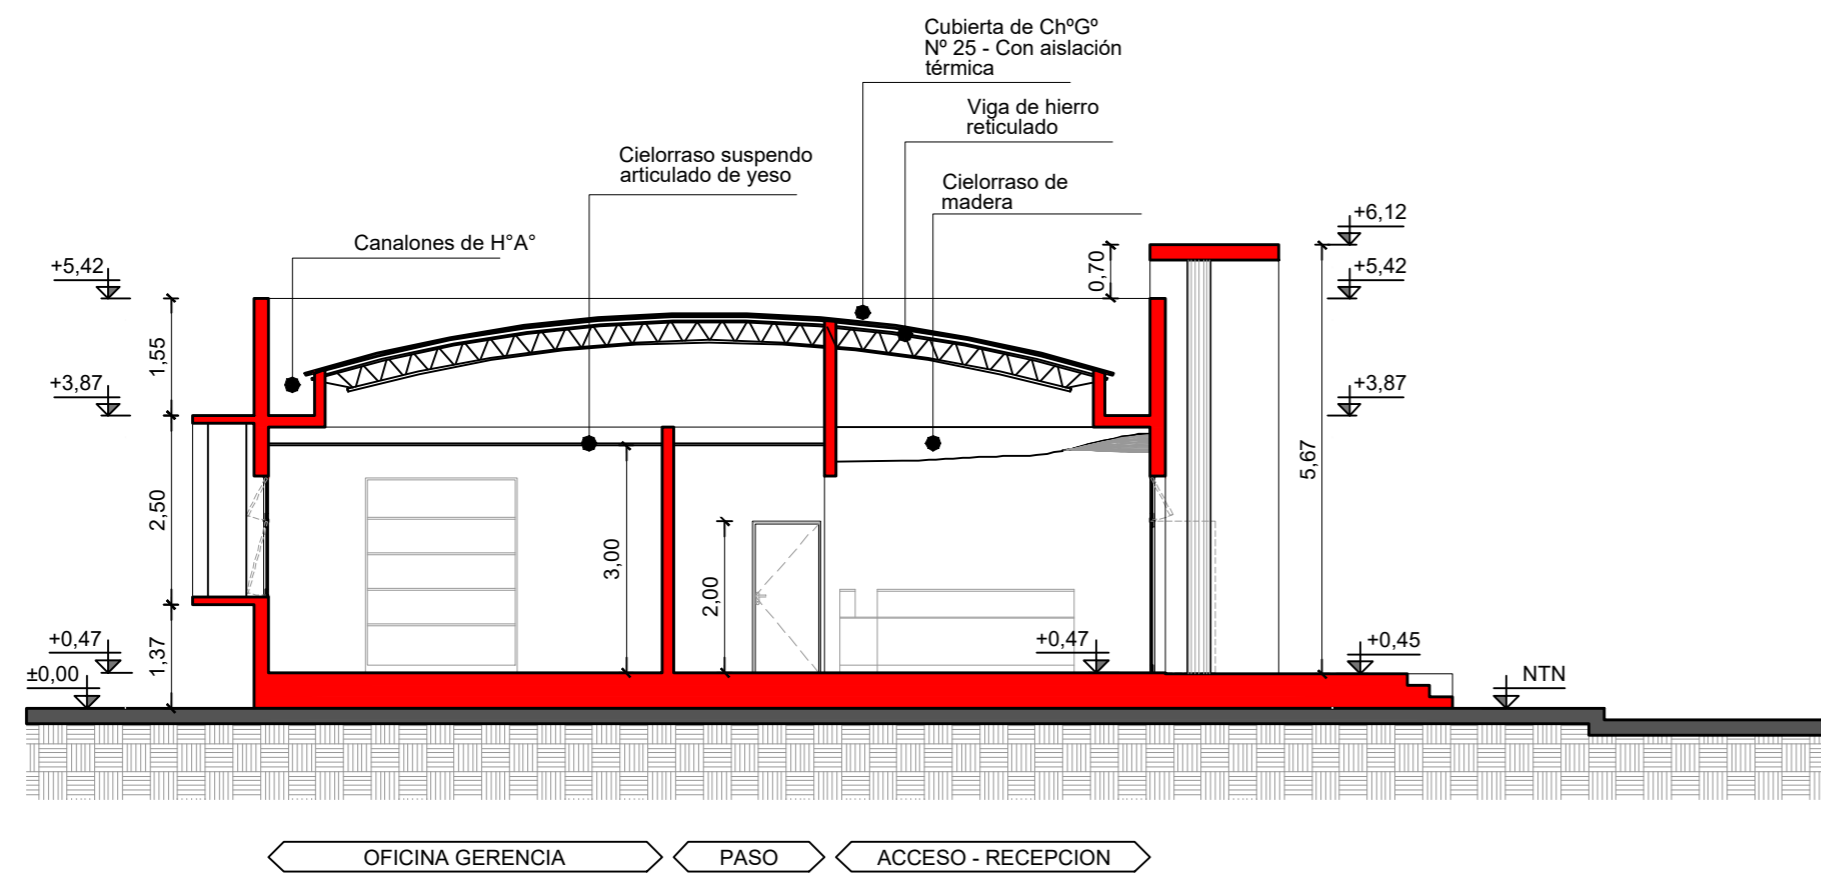 Cubierta de ChºGº
Nº 25 - Con aislación
térmica
Viga de hierro
reticulado
Cielorraso suspendo
articulado de yeso
Cielorraso de
madera
Canalones de H°A°
+6,12
+5,42
0,70
+5,42
1,55
+3,87
+3,87
5,67
2,50
3,00
2,00
+0,47
1,37
+0,47
+0,45
±0,00
NTN
OFICINA GERENCIA
PASO
ACCESO - RECEPCION